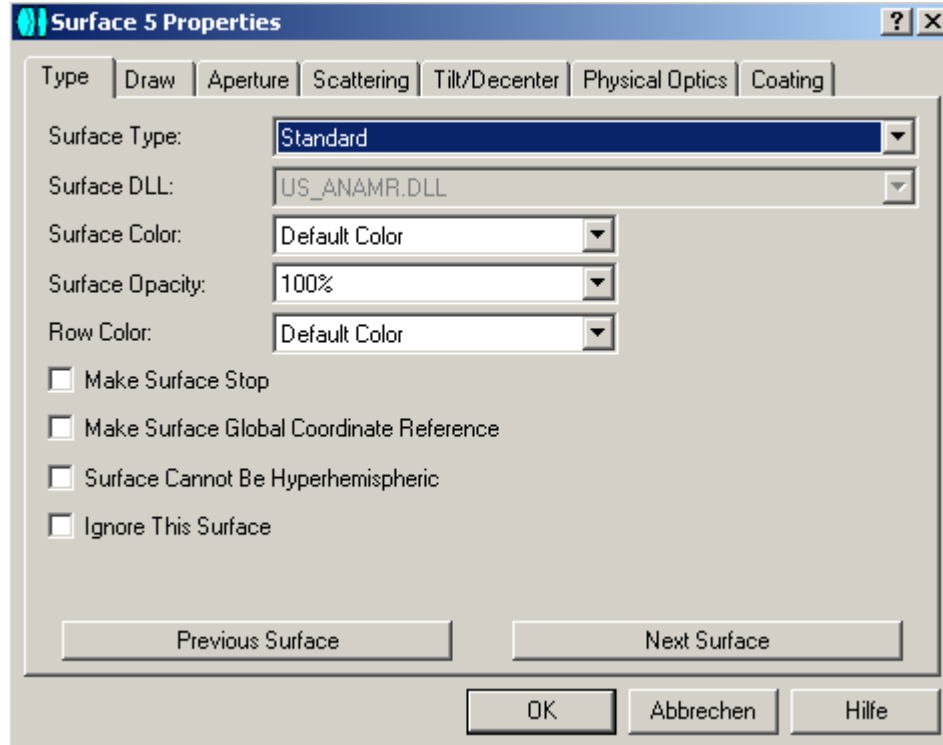 Surface 5 Properties
Type Draw Aperture Scattering Tilt/Decenter Physical Optics Coating
Surface Type: Standard
Surface DLL: US_ANAMR.DLL
Surface Color: Default Color
Surface Opacity: 100%
Row Color: Default Color
Make Surface Stop
Make Surface Global Coordinate Reference
Surface Cannot Be Hyperhemispheric
Ignore This Surface
Previous Surface Next Surface
OK Abbrechen Hilfe